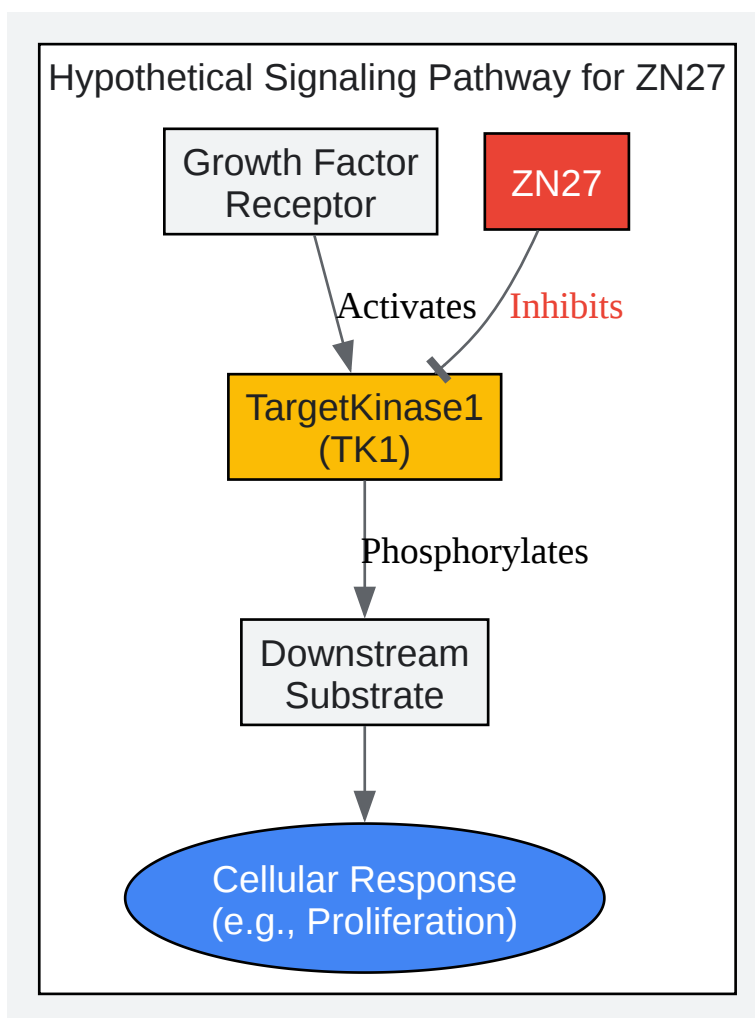 Hypothetical Signaling Pathway for ZN27
Growth Factor
Receptor
ZN27
Activates
Inhibits
TargetKinase1
(TK1)
Phosphorylates
Downstream
Substrate
Cellular Response
(e.g., Proliferation)